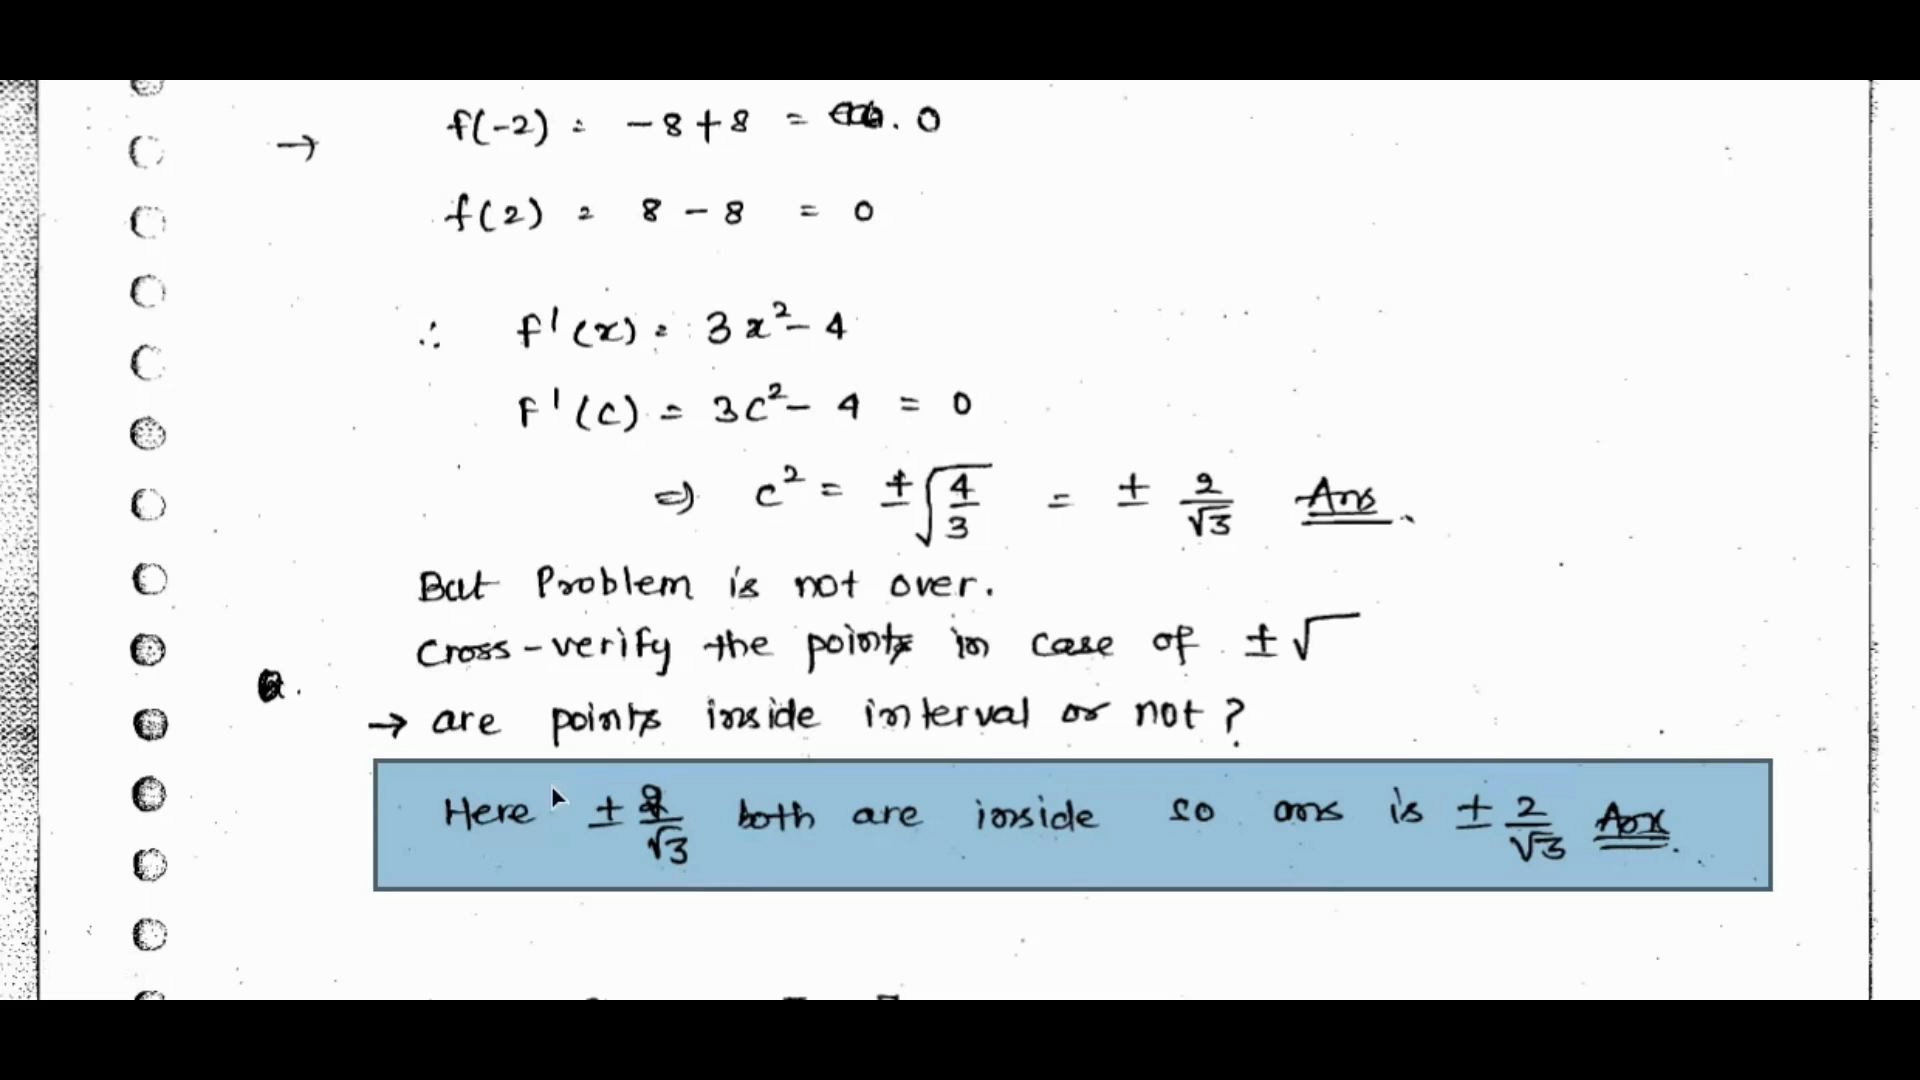 → f(-2) = -8+8 = 0
f(2) = 8 - 8 = 0
∴ f'(x) = 3x² - 4
F'(c) = 3c² - 4 = 0
⇒ c² = ±√(4/3) = ± 2/√3 Ans.
But Problem is not over.
Cross-verify the points in case of ±√
→ are points inside interval or not?
Here ± 2/√3 both are inside so ans is ± 2/√3 Ans.